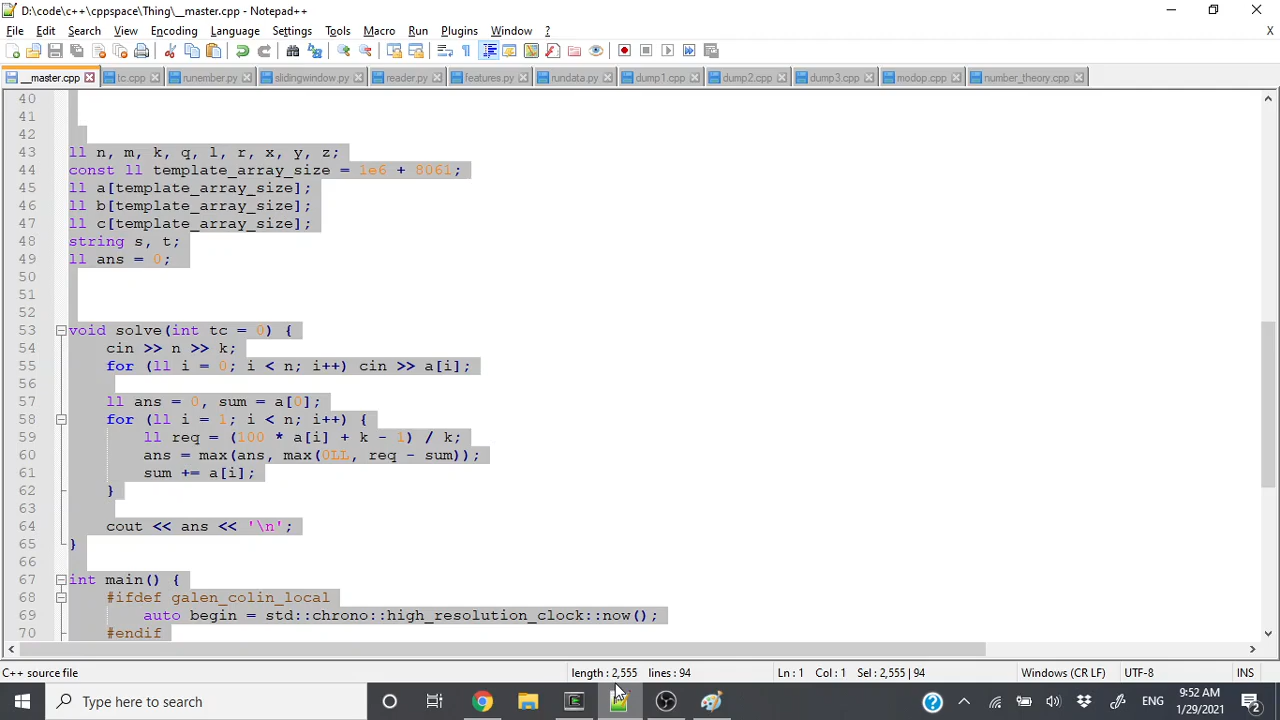 D:\code\c++\cppspace\Thing\__master.cpp - Notepad++
File Edit Search View Encoding Language Settings Tools Macro Run Plugins Window ? X
__master.cpp tc.cpp runember.py slidingwindow.py reader.py features.py rundata.py dump1.cpp dump2.cpp dump3.cpp modop.cpp number_theory.cpp
40
41
42
43 ll n, m, k, q, l, r, x, y, z;
44 const ll template_array_size = 1e6 + 8061;
45 ll a[template_array_size];
46 ll b[template_array_size];
47 ll c[template_array_size];
48 string s, t;
49 ll ans = 0;
50
51
52
53 void solve(int tc = 0) {
54 cin >> n >> k;
55 for (ll i = 0; i < n; i++) cin >> a[i];
56
57 ll ans = 0, sum = a[0];
58 for (ll i = 1; i < n; i++) {
59 ll req = (100 * a[i] + k - 1) / k;
60 ans = max(ans, max(0LL, req - sum));
61 sum += a[i];
62 }
63
64 cout << ans << '\n';
65 }
66
67 int main() {
68 #ifdef galen_colin_local
69 auto begin = std::chrono::high_resolution_clock::now();
70 #endif
C++ source file length : 2,555 lines : 94 Ln : 1 Col : 1 Sel : 2,555 | 94 Windows (CR LF) UTF-8 INS
Type here to search ENG 9:52 AM
1/29/2021 2